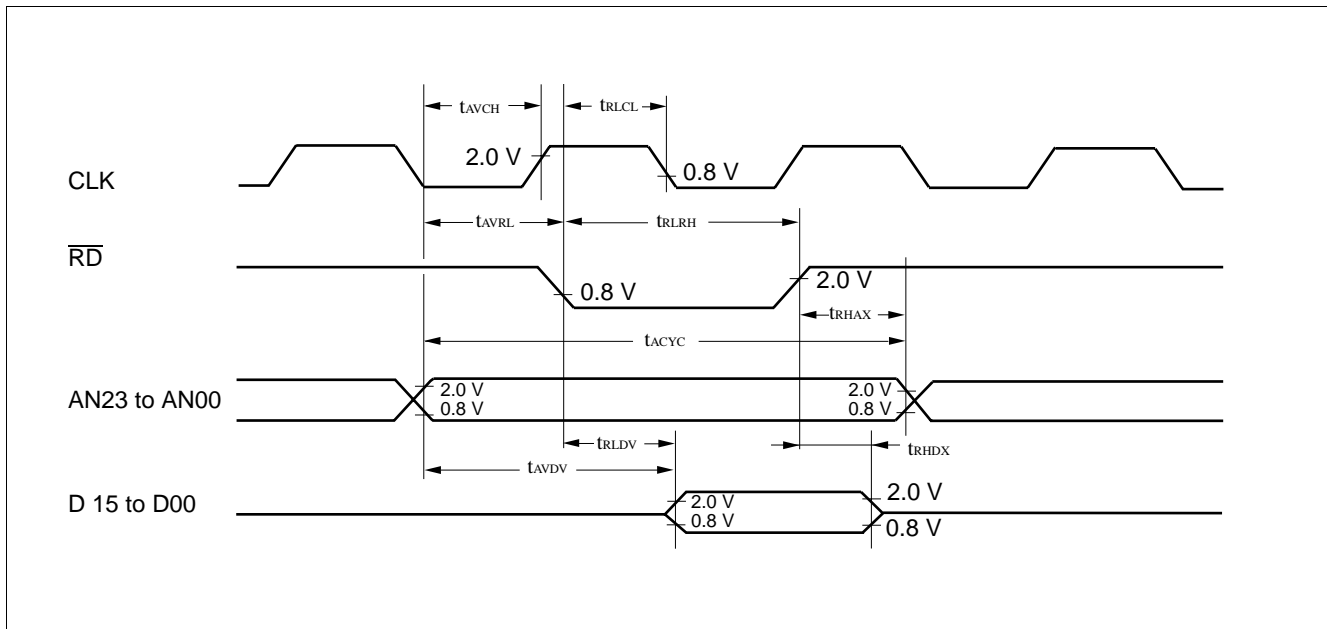 tAVCH
tRLCL
2.0 V
CLK
0.8 V
tAVRL
tRLRH
RD
0.8 V
2.0 V
tRHAX
tACYC
AN23 to AN00
2.0 V
0.8 V
2.0 V
0.8 V
tRLDV
tRHDX
tAVDV
D 15 to D00
2.0 V
0.8 V
2.0 V
0.8 V